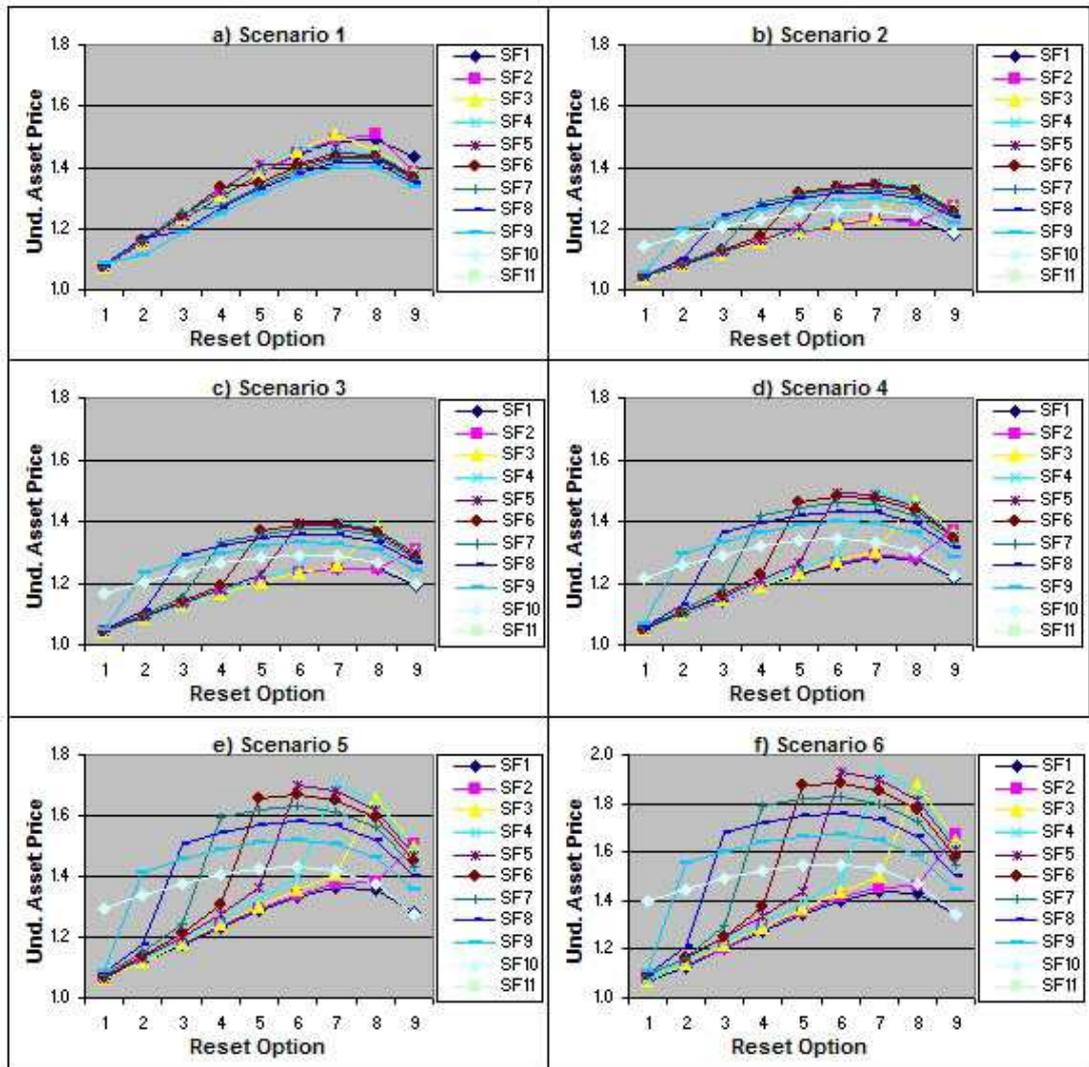 a) Scenario 1
1.8
1.6
1.4
1.2
1.0
Und. Asset Price
1 2 3 4 5 6 7 8 9
Reset Option
SF1
SF2
SF3
SF4
SF5
SF6
SF7
SF8
SF9
SF10
SF11
b) Scenario 2
1.8
1.6
1.4
1.2
1.0
Und. Asset Price
1 2 3 4 5 6 7 8 9
Reset Option
SF1
SF2
SF3
SF4
SF5
SF6
SF7
SF8
SF9
SF10
SF11
c) Scenario 3
1.8
1.6
1.4
1.2
1.0
Und. Asset Price
1 2 3 4 5 6 7 8 9
Reset Option
SF1
SF2
SF3
SF4
SF5
SF6
SF7
SF8
SF9
SF10
SF11
d) Scenario 4
1.8
1.6
1.4
1.2
1.0
Und. Asset Price
1 2 3 4 5 6 7 8 9
Reset Option
SF1
SF2
SF3
SF4
SF5
SF6
SF7
SF8
SF9
SF10
SF11
e) Scenario 5
1.8
1.6
1.4
1.2
1.0
Und. Asset Price
1 2 3 4 5 6 7 8 9
Reset Option
SF1
SF2
SF3
SF4
SF5
SF6
SF7
SF8
SF9
SF10
SF11
f) Scenario 6
2.0
1.8
1.6
1.4
1.2
1.0
Und. Asset Price
1 2 3 4 5 6 7 8 9
Reset Option
SF1
SF2
SF3
SF4
SF5
SF6
SF7
SF8
SF9
SF10
SF11